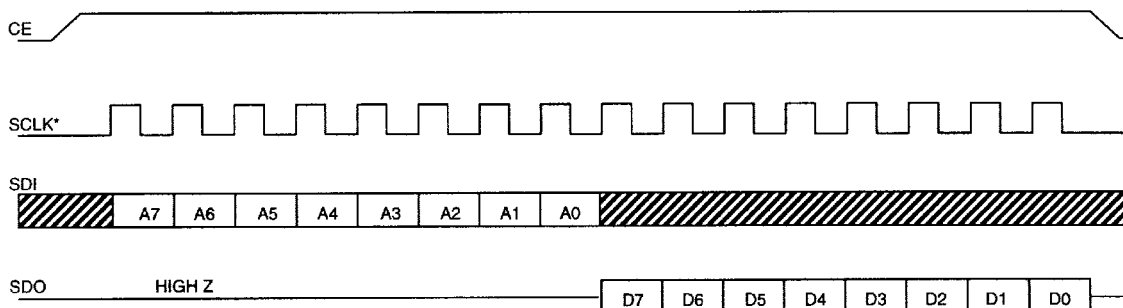 CE
SCLK*
SDI
A7 A6 A5 A4 A3 A2 A1 A0
SDO HIGH Z D7 D6 D5 D4 D3 D2 D1 D0